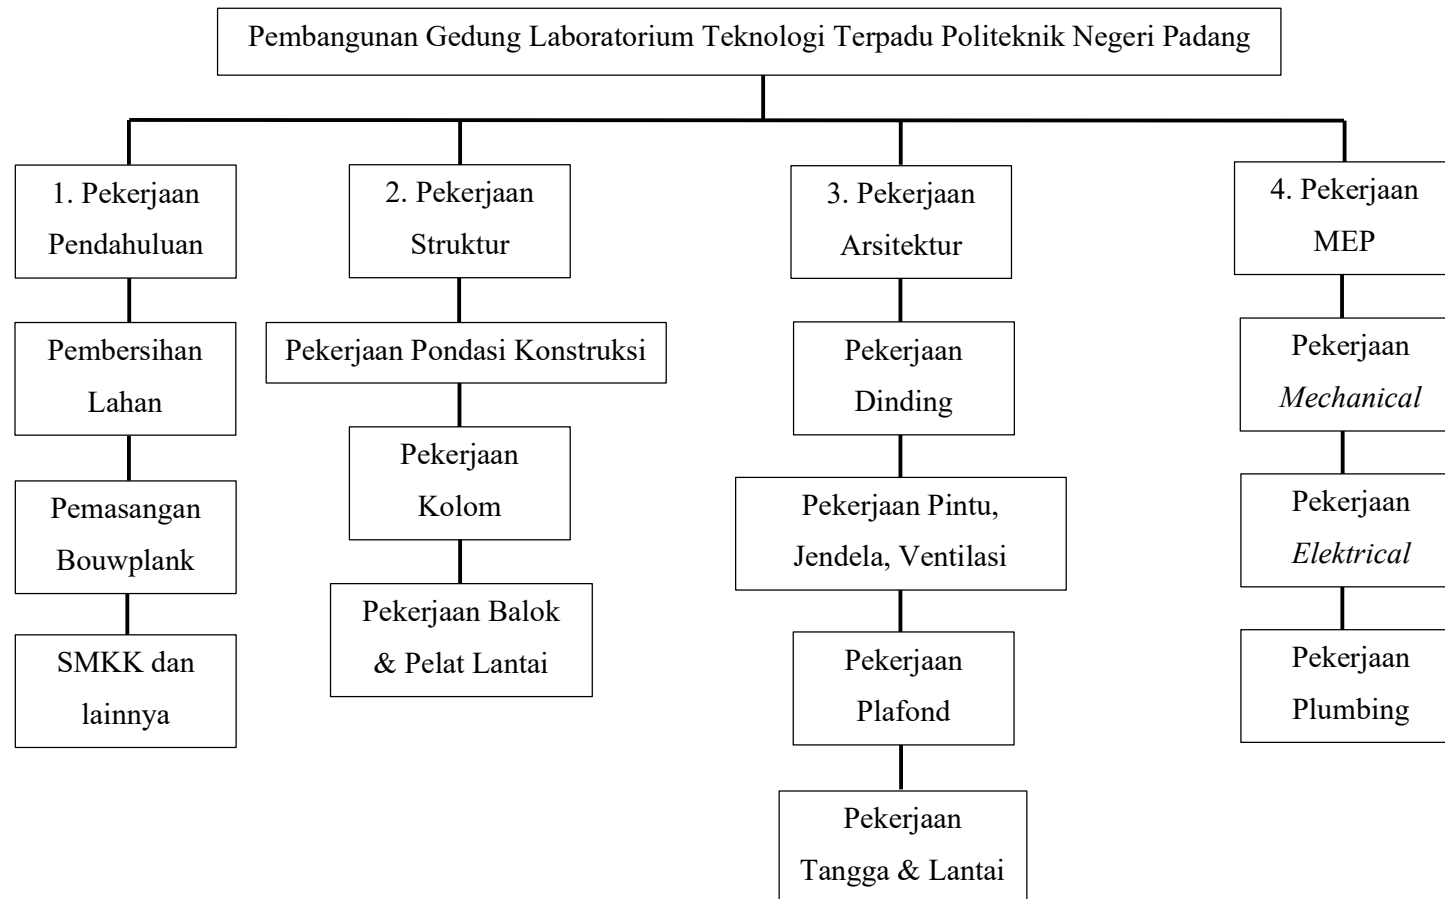 Pembangunan Gedung Laboratorium Teknologi Terpadu Politeknik Negeri Padang
1. Pekerjaan
Pendahuluan
Pembersihan
Lahan
Pemasangan
Bouwplank
SMKK dan
lainnya
2. Pekerjaan
Struktur
Pekerjaan Pondasi Konstruksi
Pekerjaan
Kolom
Pekerjaan Balok
& Pelat Lantai
3. Pekerjaan
Arsitektur
Pekerjaan
Dinding
Pekerjaan Pintu,
Jendela, Ventilasi
Pekerjaan
Plafond
Pekerjaan
Tangga & Lantai
4. Pekerjaan
MEP
Pekerjaan
Mechanical
Pekerjaan
Elektrical
Pekerjaan
Plumbing